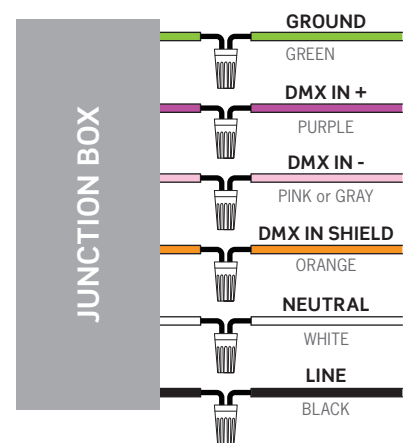 JUNCTION BOX
GROUND
GREEN
DMX IN +
PURPLE
DMX IN -
PINK or GRAY
DMX IN SHIELD
ORANGE
NEUTRAL
WHITE
LINE
BLACK